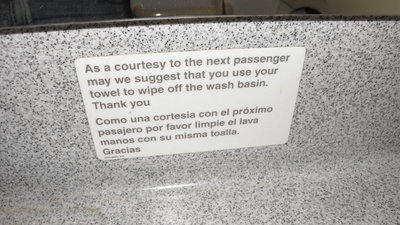 As a courtesy to the next passenger
may we suggest that you use your
towel to wipe off the wash basin.
Thank you
Como una cortesia con el próximo
pasajero por favor limpie el lava
manos con su misma toalla.
Gracias